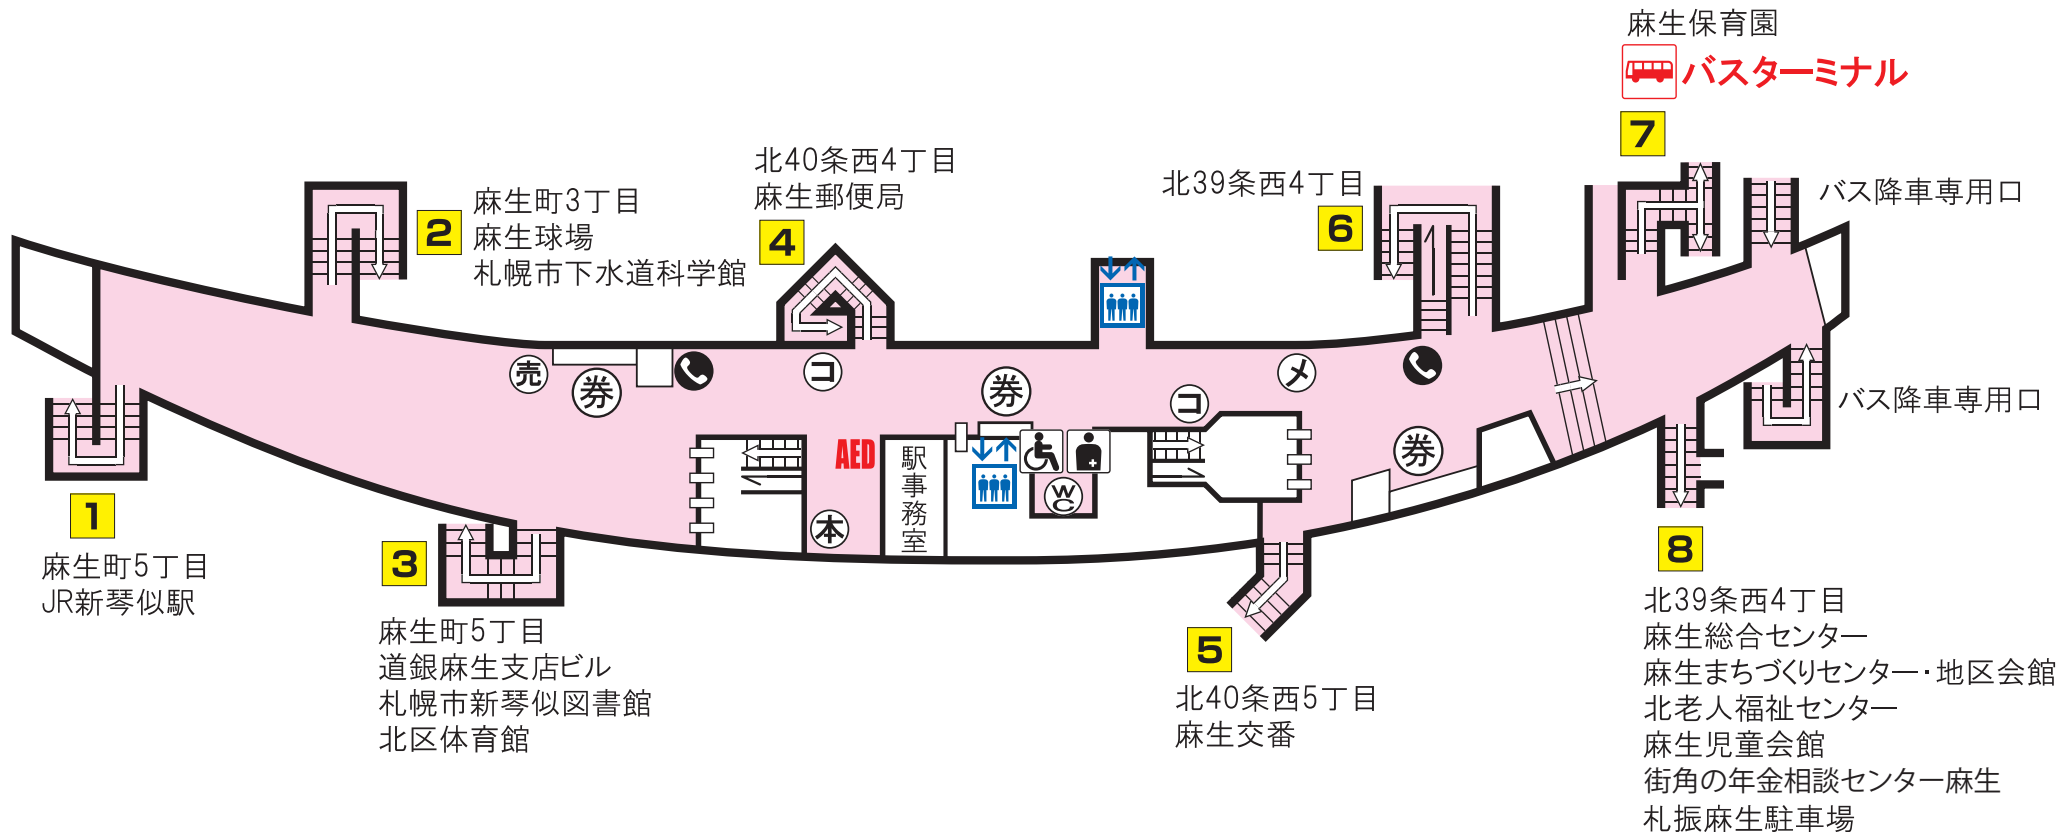 麻生保育園
バスターミナル
7
バス降車専用口
北40条西4丁目
麻生郵便局
4
北39条西4丁目
6
2
麻生町3丁目
麻生球場
札幌市下水道科学館
売
券
コ
券
コ
メ
券
バス降車専用口
AED
駅事務室
WC
本
1
麻生町5丁目
JR新琴似駅
3
麻生町5丁目
道銀麻生支店ビル
札幌市新琴似図書館
北区体育館
5
北40条西5丁目
麻生交番
8
北39条西4丁目
麻生総合センター
麻生まちづくりセンター・地区会館
北老人福祉センター
麻生児童会館
街角の年金相談センター麻生
札振麻生駐車場